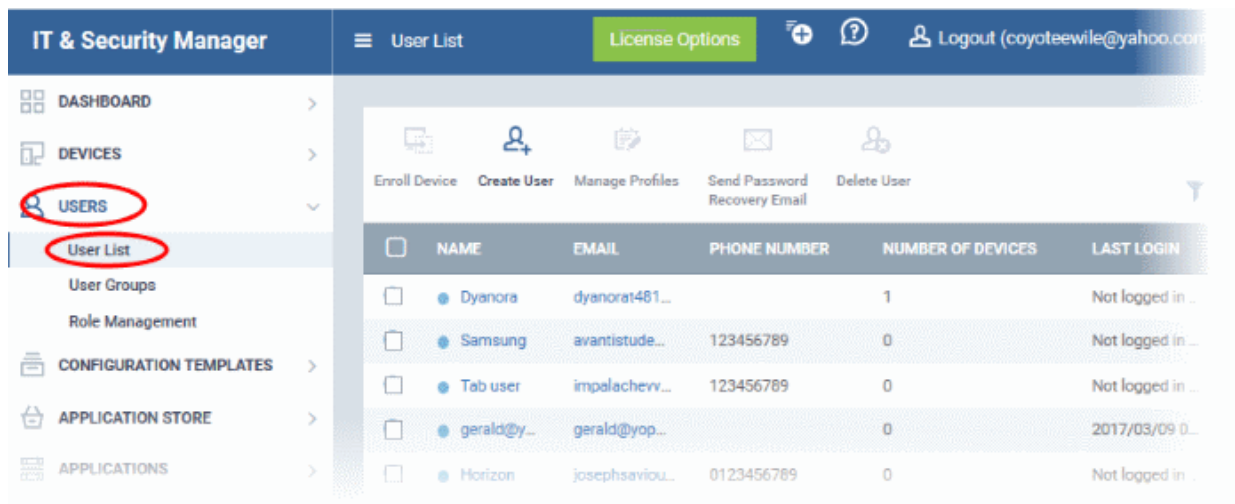 IT & Security Manager
User List
License Options
Logout (coyoteewile@yahoo.com
DASHBOARD
DEVICES
USERS
User List
User Groups
Role Management
CONFIGURATION TEMPLATES
APPLICATION STORE
APPLICATIONS
Enroll Device
Create User
Manage Profiles
Send Password
Recovery Email
Delete User
NAME EMAIL PHONE NUMBER NUMBER OF DEVICES LAST LOGIN
Dyanora dyanorat481... 1 Not logged in ...
Samsung avantistude... 123456789 0 Not logged in ...
Tab user impalachevv... 123456789 0 Not logged in ...
gerald@y... gerald@yop... 0 2017/03/09 0...
Horizon josephsaviou... 0123456789 0 Not logged in ...